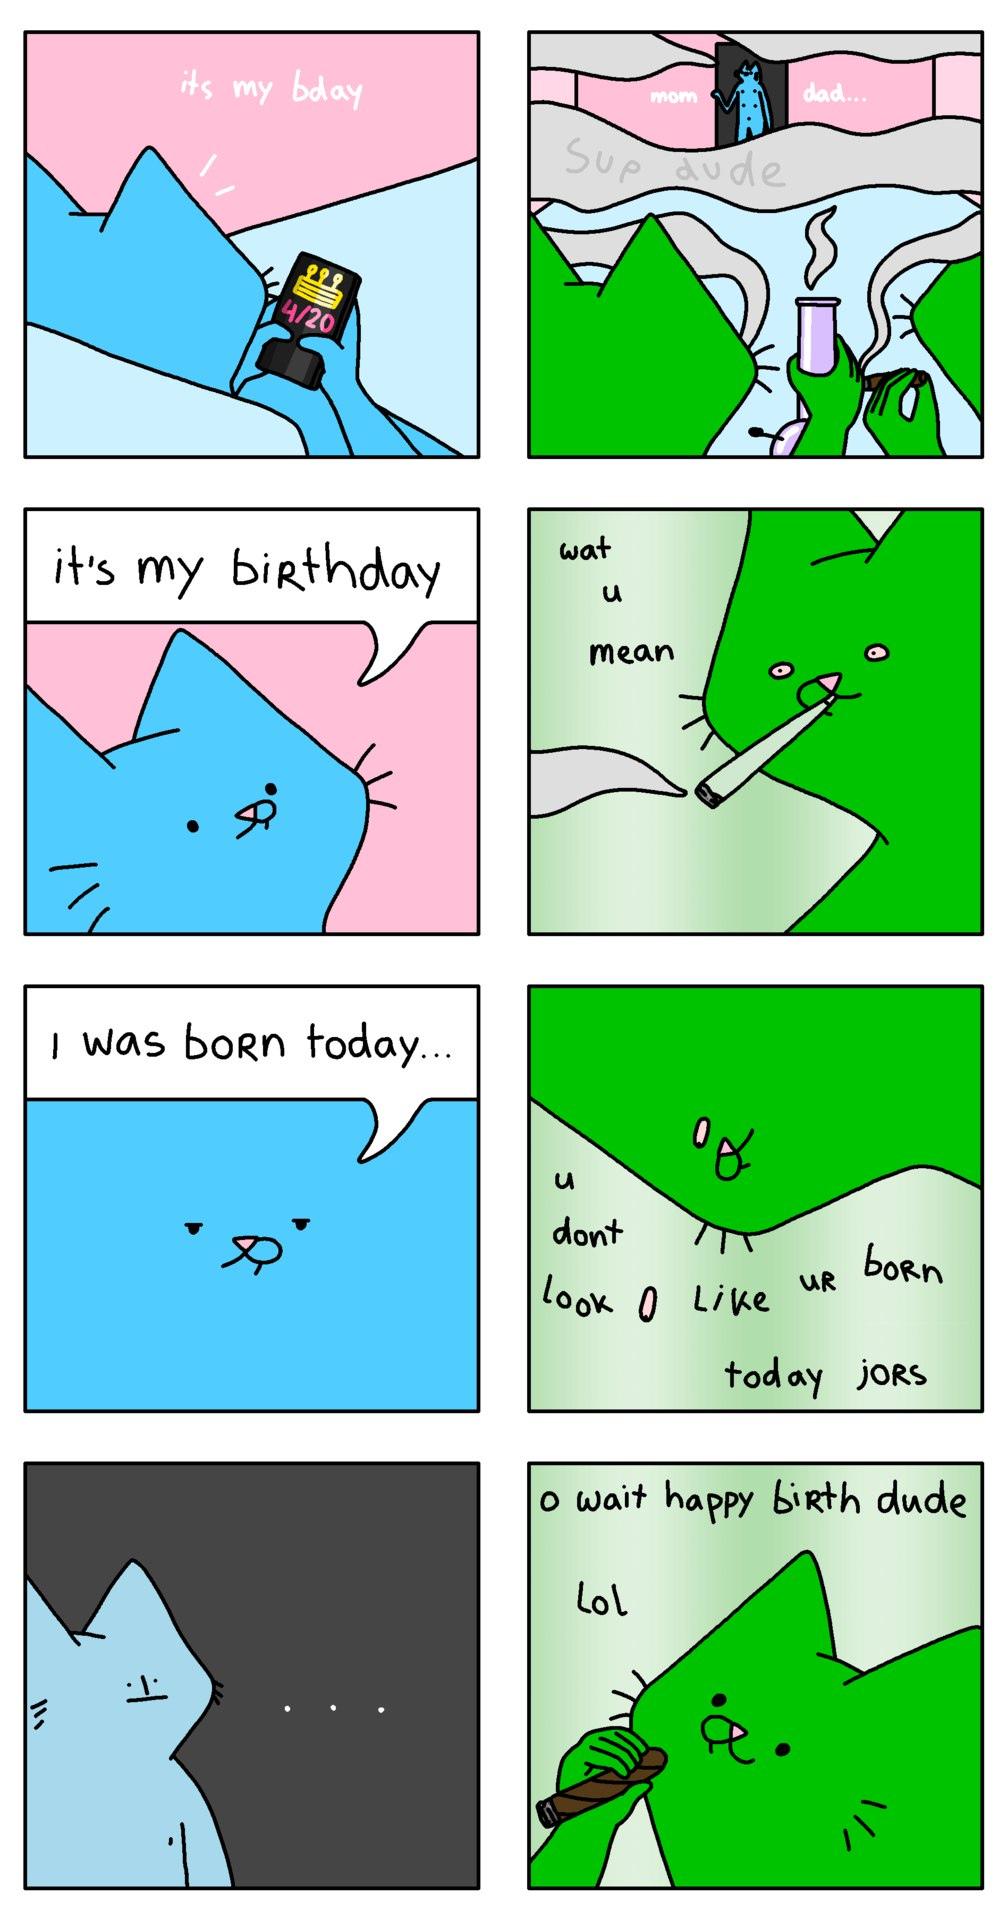 its my bday
4/20
mom dad...
Sup dude
it's my birthday
wat
u
mean
I was born today...
u
dont
look like ur born
today jors
o wait happy birth dude
Lol
. . .